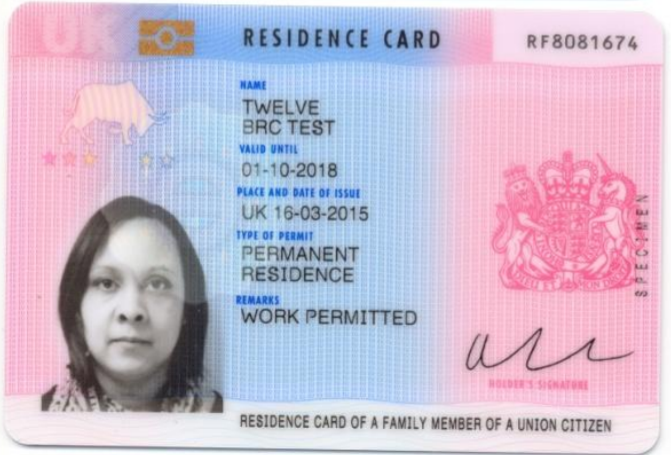 UK
RESIDENCE CARD
RF8081674
NAME
TWELVE
BRC TEST
VALID UNTIL
01-10-2018
PLACE AND DATE OF ISSUE
UK 16-03-2015
TYPE OF PERMIT
PERMANENT
RESIDENCE
REMARKS
WORK PERMITTED
SPECIMEN
HOLDER'S SIGNATURE
RESIDENCE CARD OF A FAMILY MEMBER OF A UNION CITIZEN